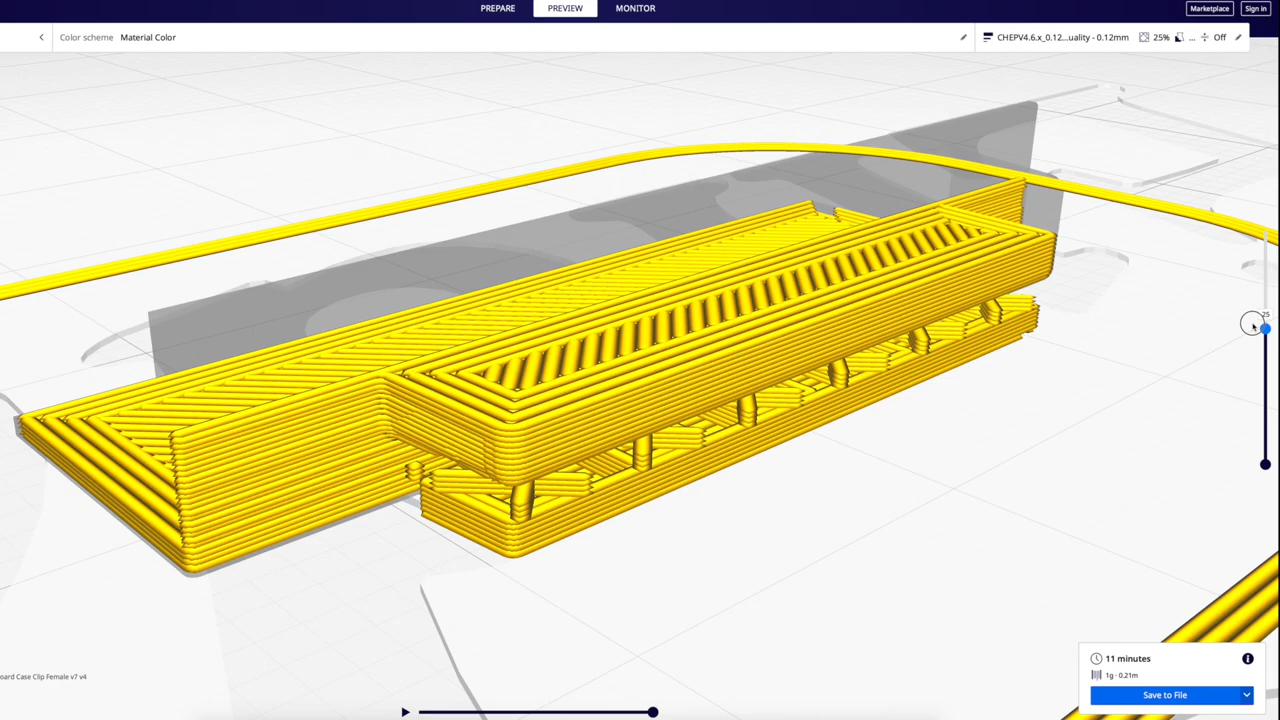 PREPARE PREVIEW MONITOR Marketplace Sign in
Color scheme Material Color CHEPV4.6.x_0.12...uality - 0.12mm 25% ... Off
25
11 minutes
1g · 0.21m
oard Case Clip Female v7 v4
Save to File